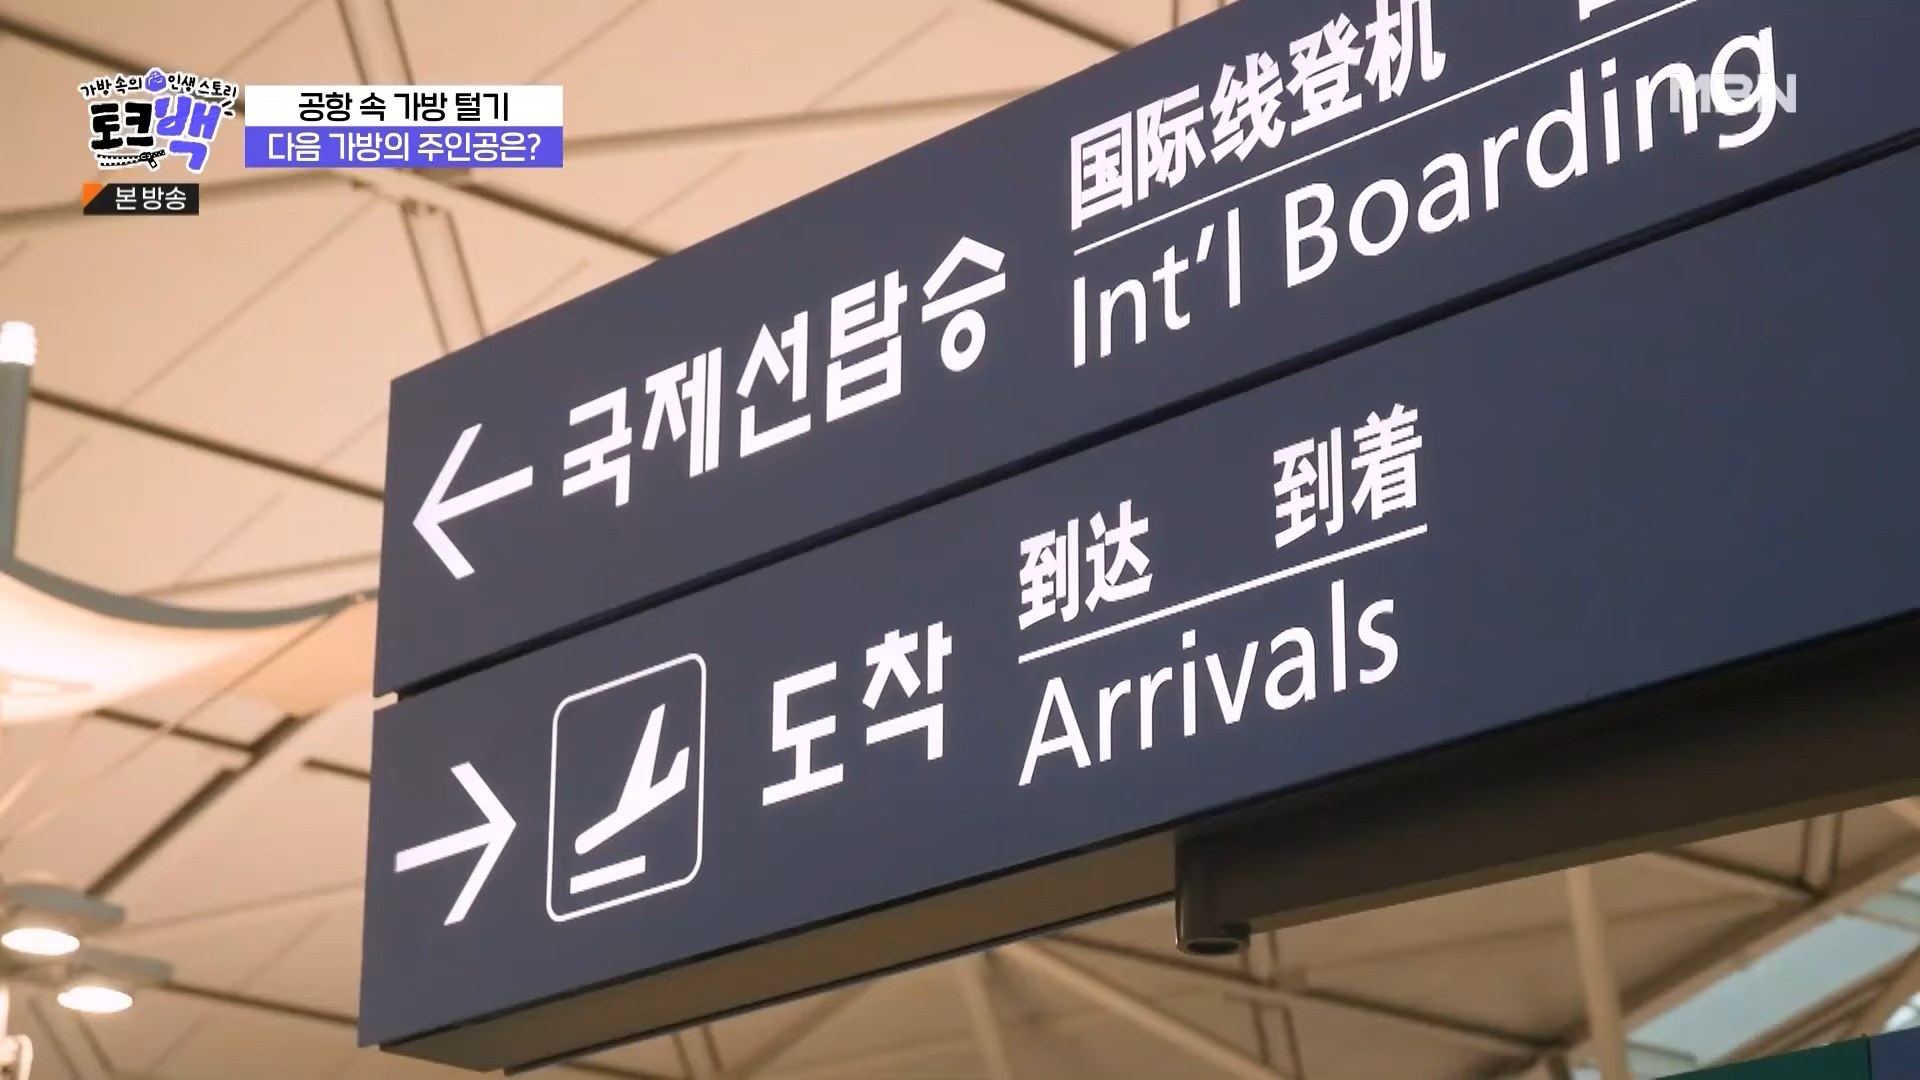 가방 속의 인생 스토리
토크백
공항 속 가방 털기
다음 가방의 주인공은?
본 방송
MBN
国际线登机
국제선탑승
Int'l Boarding
到达 到着
도착
Arrivals